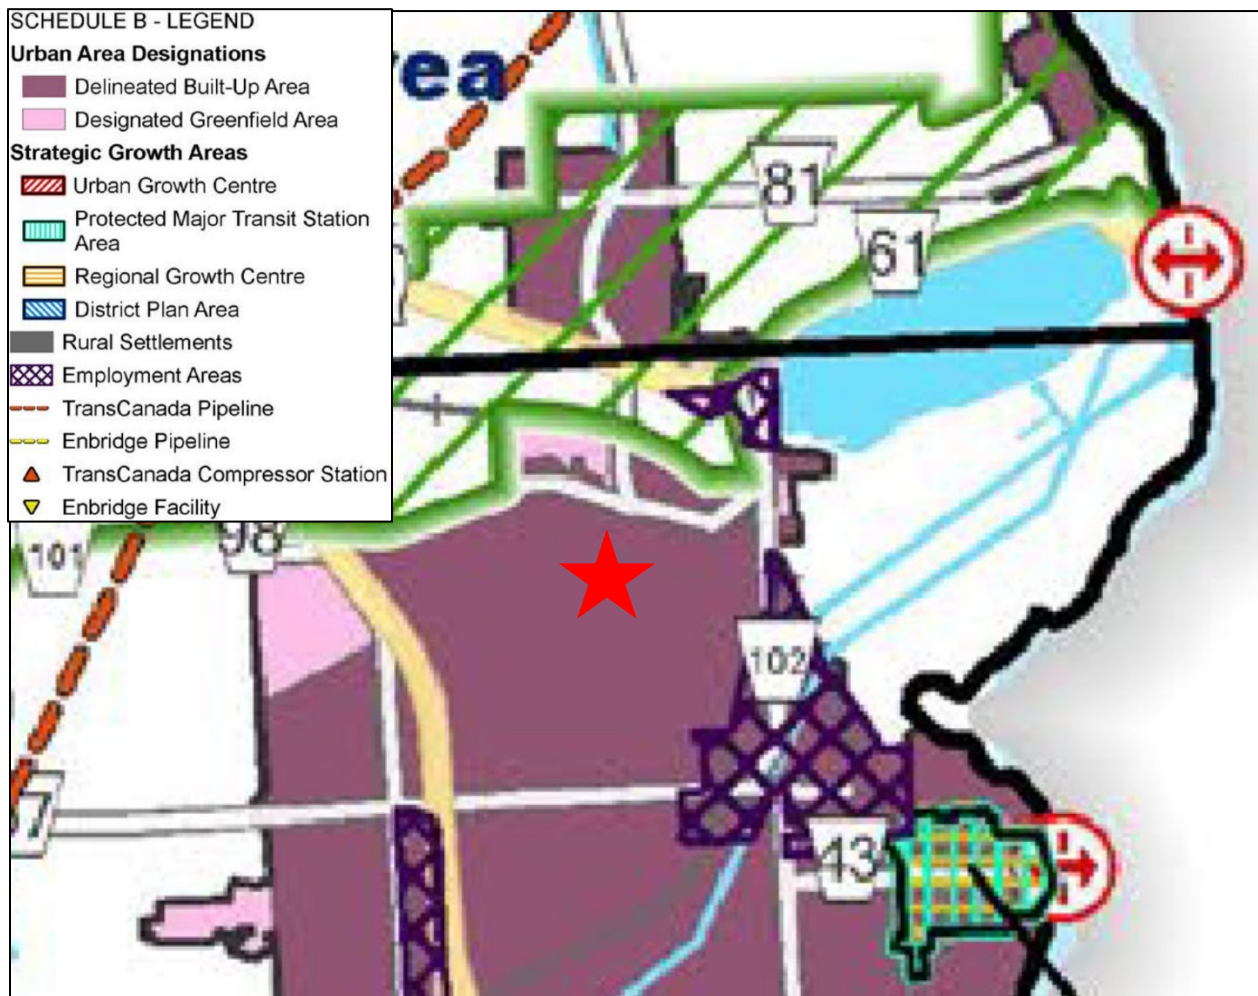 SCHEDULE B - LEGEND
Urban Area Designations
Delineated Built-Up Area
Designated Greenfield Area
Strategic Growth Areas
Urban Growth Centre
Protected Major Transit Station
Area
Regional Growth Centre
District Plan Area
Rural Settlements
Employment Areas
TransCanada Pipeline
Enbridge Pipeline
TransCanada Compressor Station
Enbridge Facility
rea
81
61
101
98
102
7
43